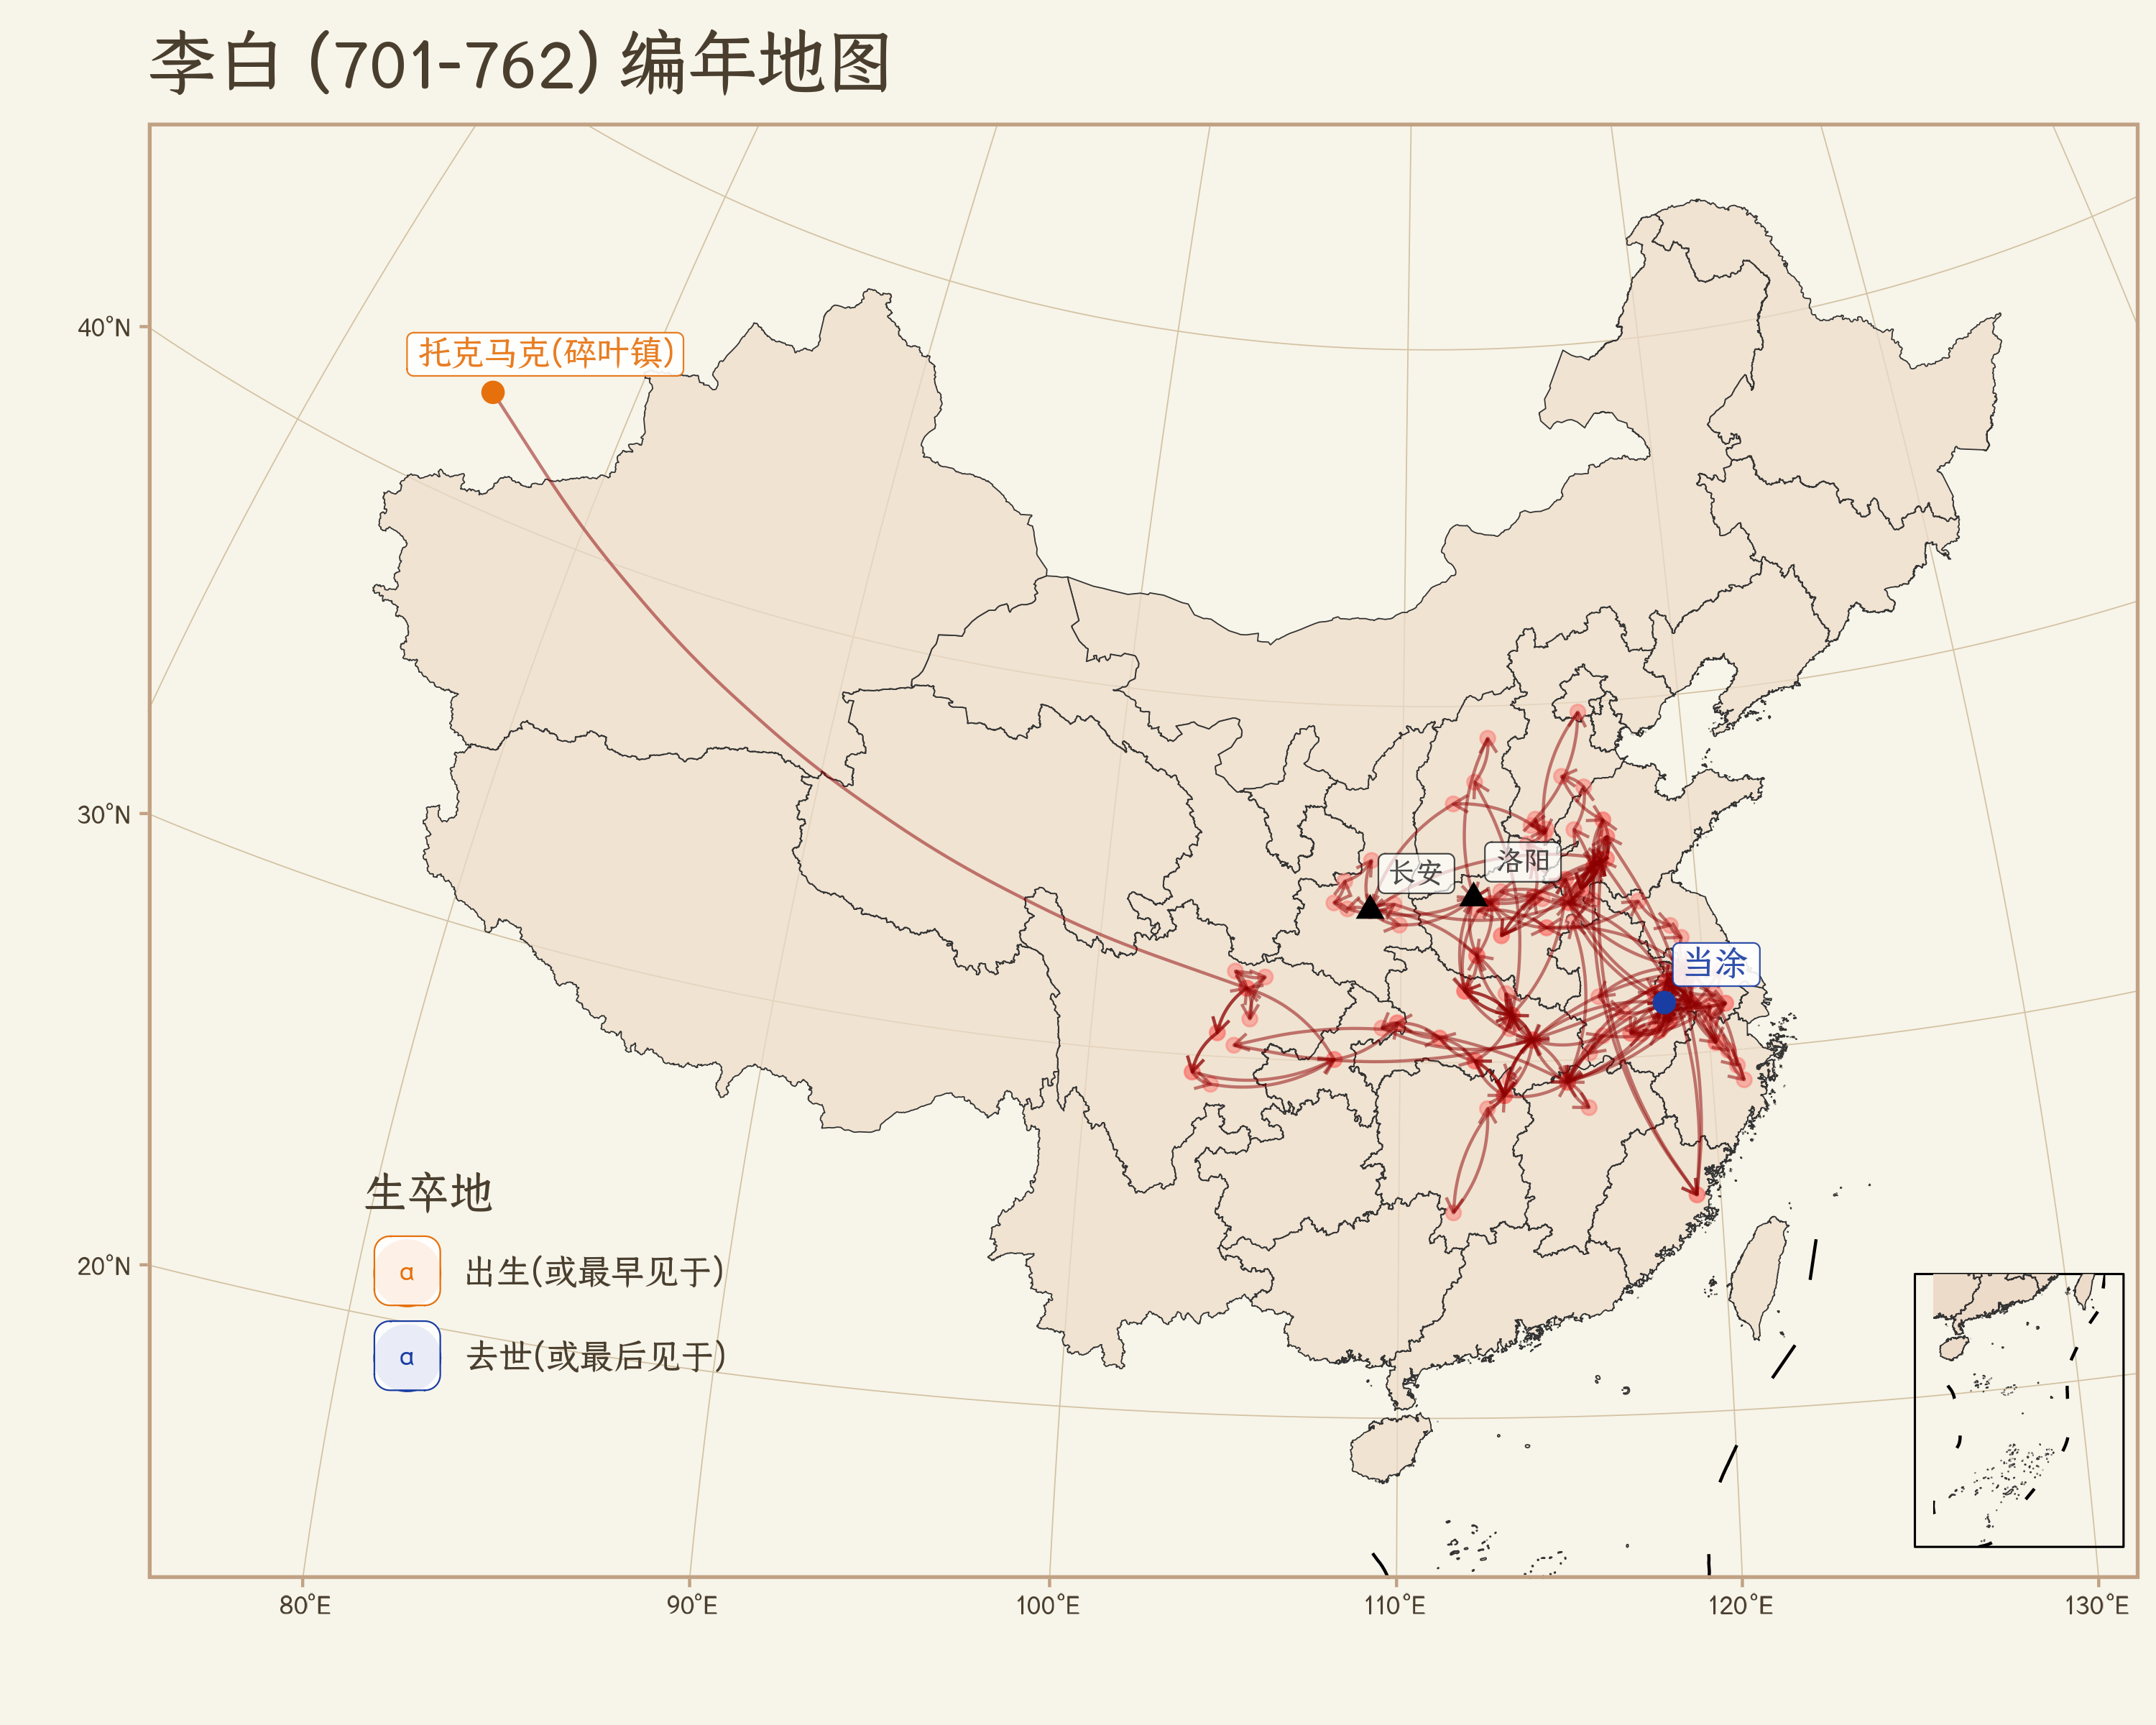 李白 (701-762) 编年地图
40°N
托克马克(碎叶镇)
30°N
长安
洛阳
当涂
生卒地
20°N
a 出生(或最早见于)
a 去世(或最后见于)
80°E
90°E
100°E
110°E
120°E
130°E